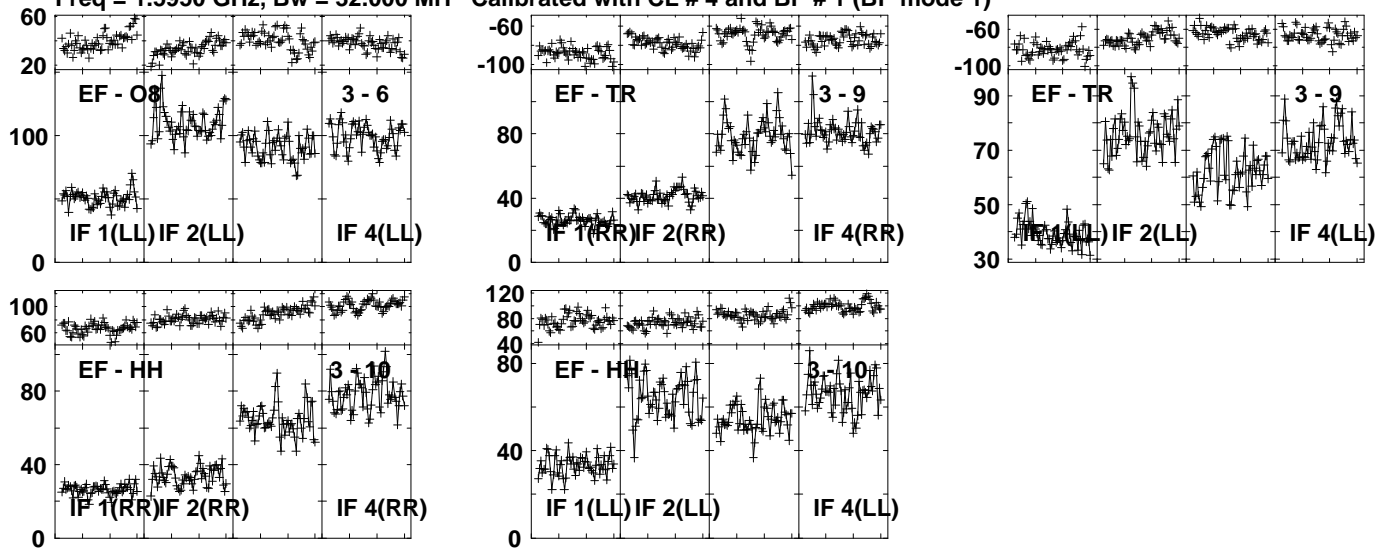 Freq = 1.5950 GHz, Bw = 32.000 MH Calibrated with CL # 4 and BP # 1 (BP mode 1)
60
20
EF - O8
3 - 6
100
0
IF 1(LL) IF 2(LL) IF 4(LL)
-60
-100
EF - TR
3 - 9
80
40
0
IF 1(RR) IF 2(RR) IF 4(RR)
-60
-100
90
EF - TR
3 - 9
70
50
30
IF 1(LL) IF 2(LL) IF 4(LL)
100
60
EF - HH
3 - 10
80
40
0
IF 1(RR) IF 2(RR) IF 4(RR)
120
80
40
80
EF - HH
3 - 10
40
0
IF 1(LL) IF 2(LL) IF 4(LL)